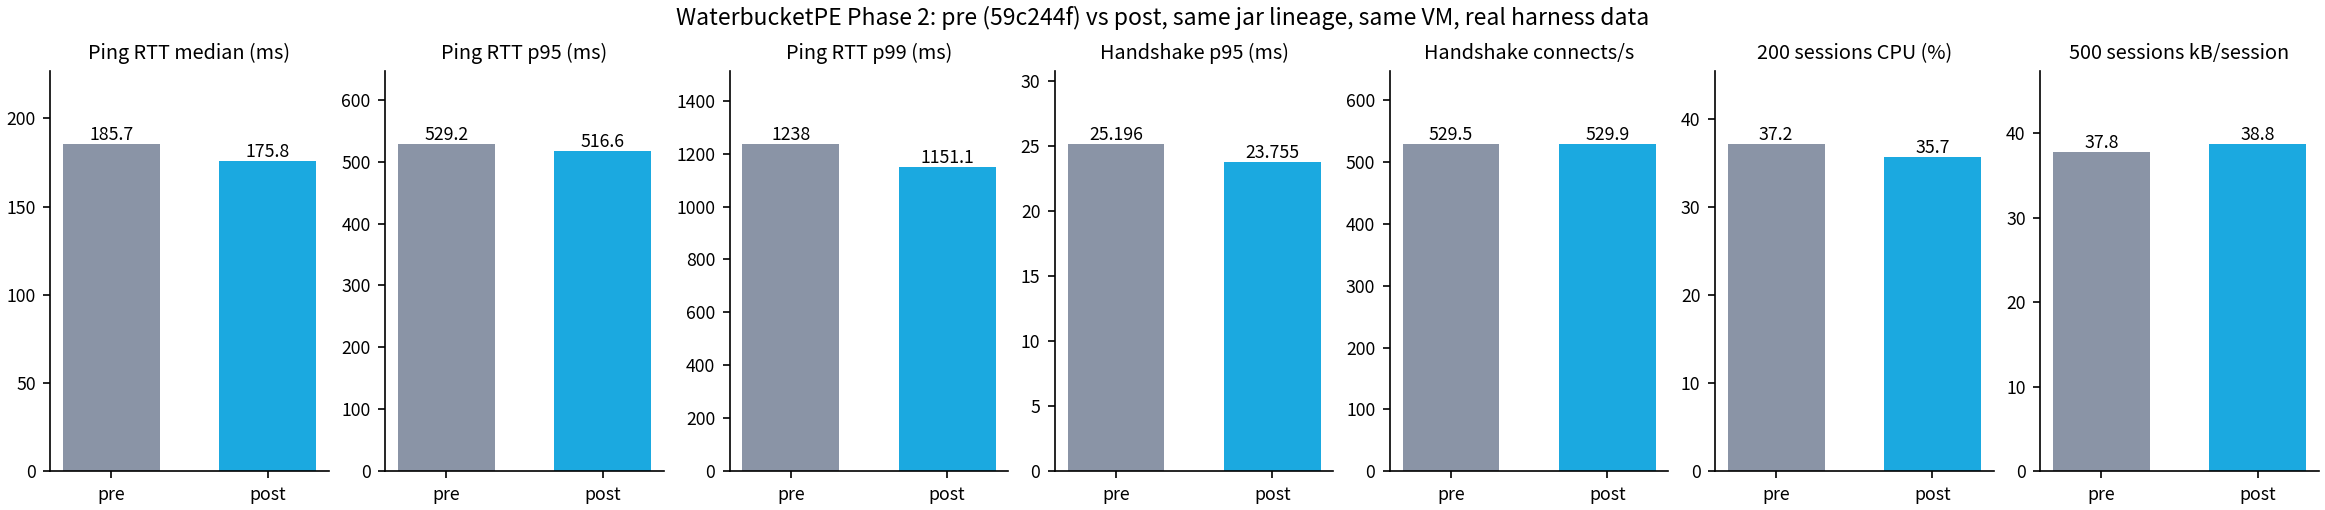 WaterbucketPE Phase 2: pre (59c244f) vs post, same jar lineage, same VM, real harness data
Ping RTT median (ms)
200
150
100
50
0
185.7
175.8
pre
post
Ping RTT p95 (ms)
600
500
400
300
200
100
0
529.2
516.6
pre
post
Ping RTT p99 (ms)
1400
1200
1000
800
600
400
200
0
1238
1151.1
pre
post
Handshake p95 (ms)
30
25
20
15
10
5
0
25.196
23.755
pre
post
Handshake connects/s
600
500
400
300
200
100
0
529.5
529.9
pre
post
200 sessions CPU (%)
40
30
20
10
0
37.2
35.7
pre
post
500 sessions kB/session
40
30
20
10
0
37.8
38.8
pre
post